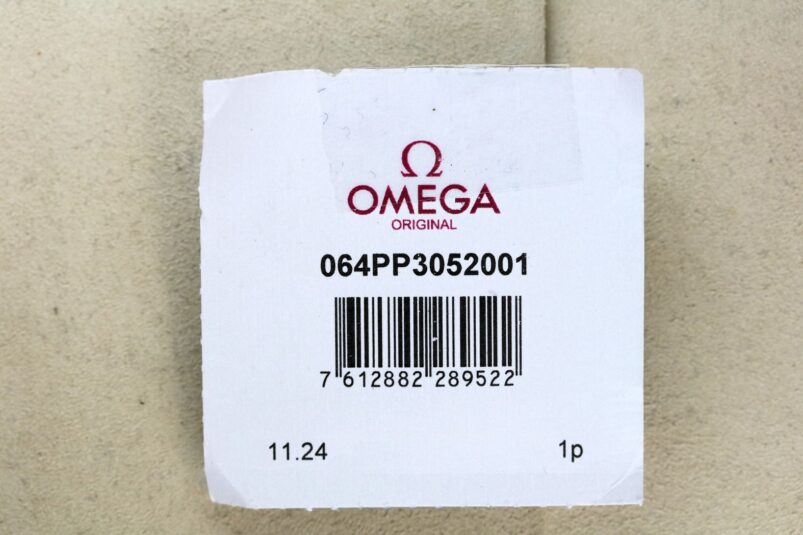 Ω
OMEGA
ORIGINAL
064PP3052001
7 612882 289522
11.24
1p